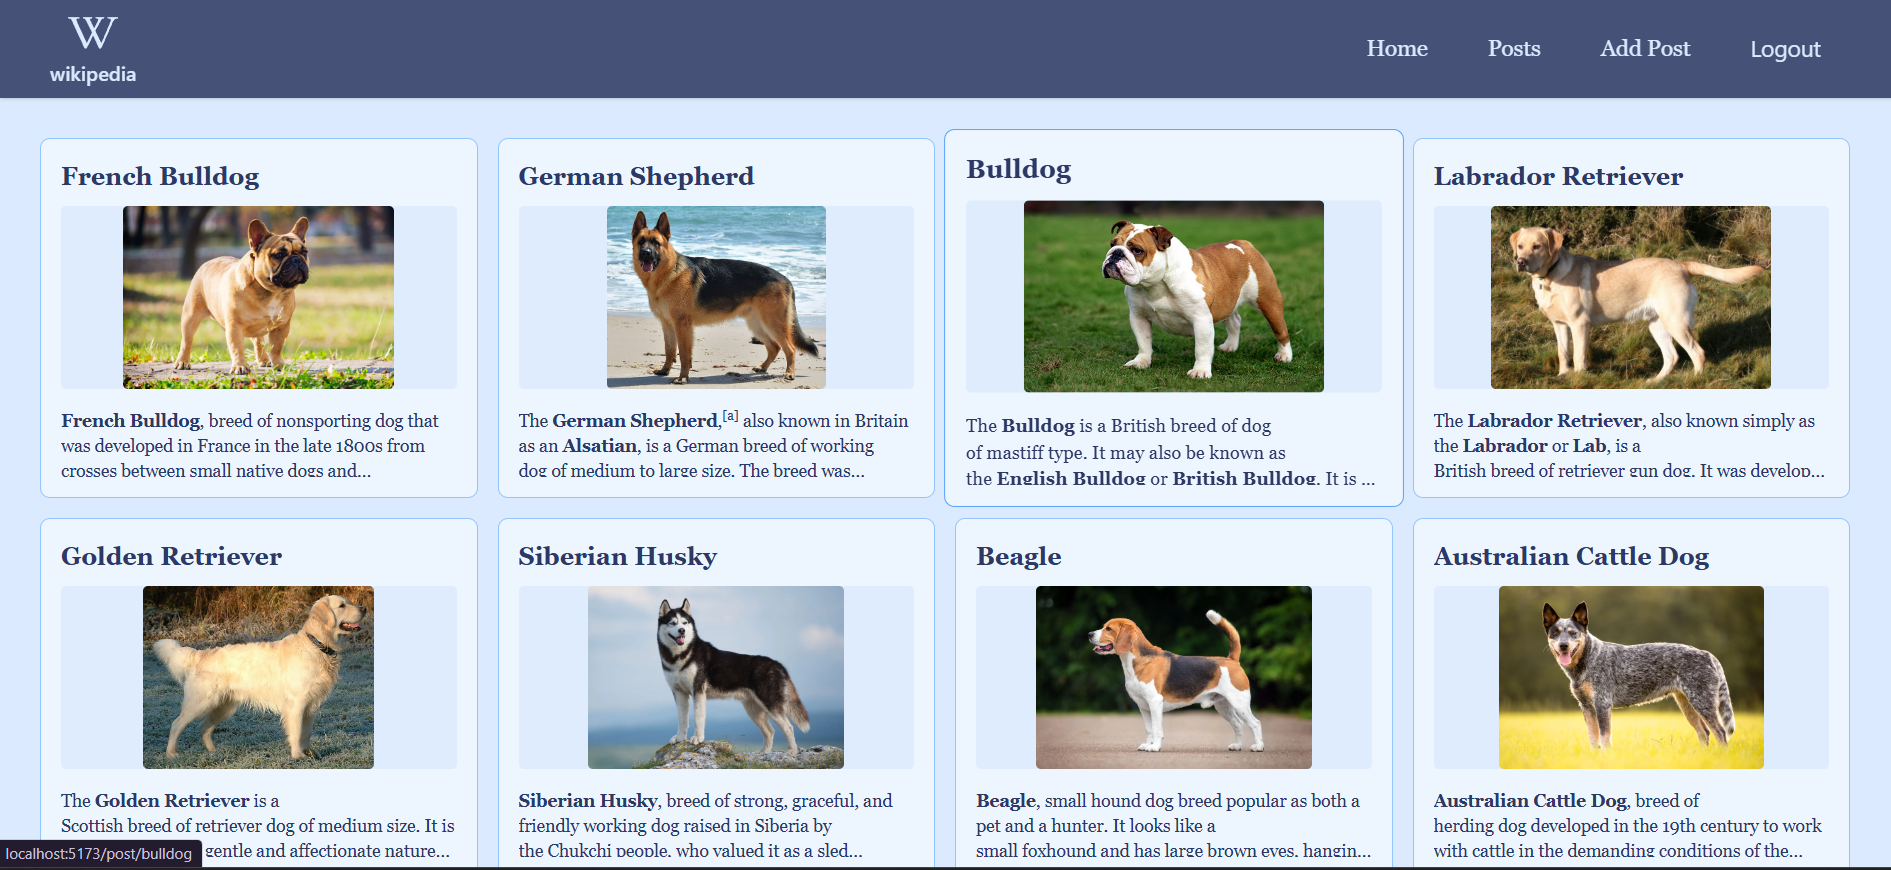 W
wikipedia
Home
Posts
Add Post
Logout
French Bulldog
French Bulldog, breed of nonsporting dog that
was developed in France in the late 1800s from
crosses between small native dogs and...
German Shepherd
The German Shepherd,[a] also known in Britain
as an Alsatian, is a German breed of working
dog of medium to large size. The breed was...
Bulldog
The Bulldog is a British breed of dog
of mastiff type. It may also be known as
the English Bulldog or British Bulldog. It is ...
Labrador Retriever
The Labrador Retriever, also known simply as
the Labrador or Lab, is a
British breed of retriever gun dog. It was develop...
Golden Retriever
The Golden Retriever is a
Scottish breed of retriever dog of medium size. It is
gentle and affectionate nature...
Siberian Husky
Siberian Husky, breed of strong, graceful, and
friendly working dog raised in Siberia by
the Chukchi people, who valued it as a sled...
Beagle
Beagle, small hound dog breed popular as both a
pet and a hunter. It looks like a
small foxhound and has large brown eyes, hangin...
Australian Cattle Dog
Australian Cattle Dog, breed of
herding dog developed in the 19th century to work
with cattle in the demanding conditions of the...
localhost:5173/post/bulldog